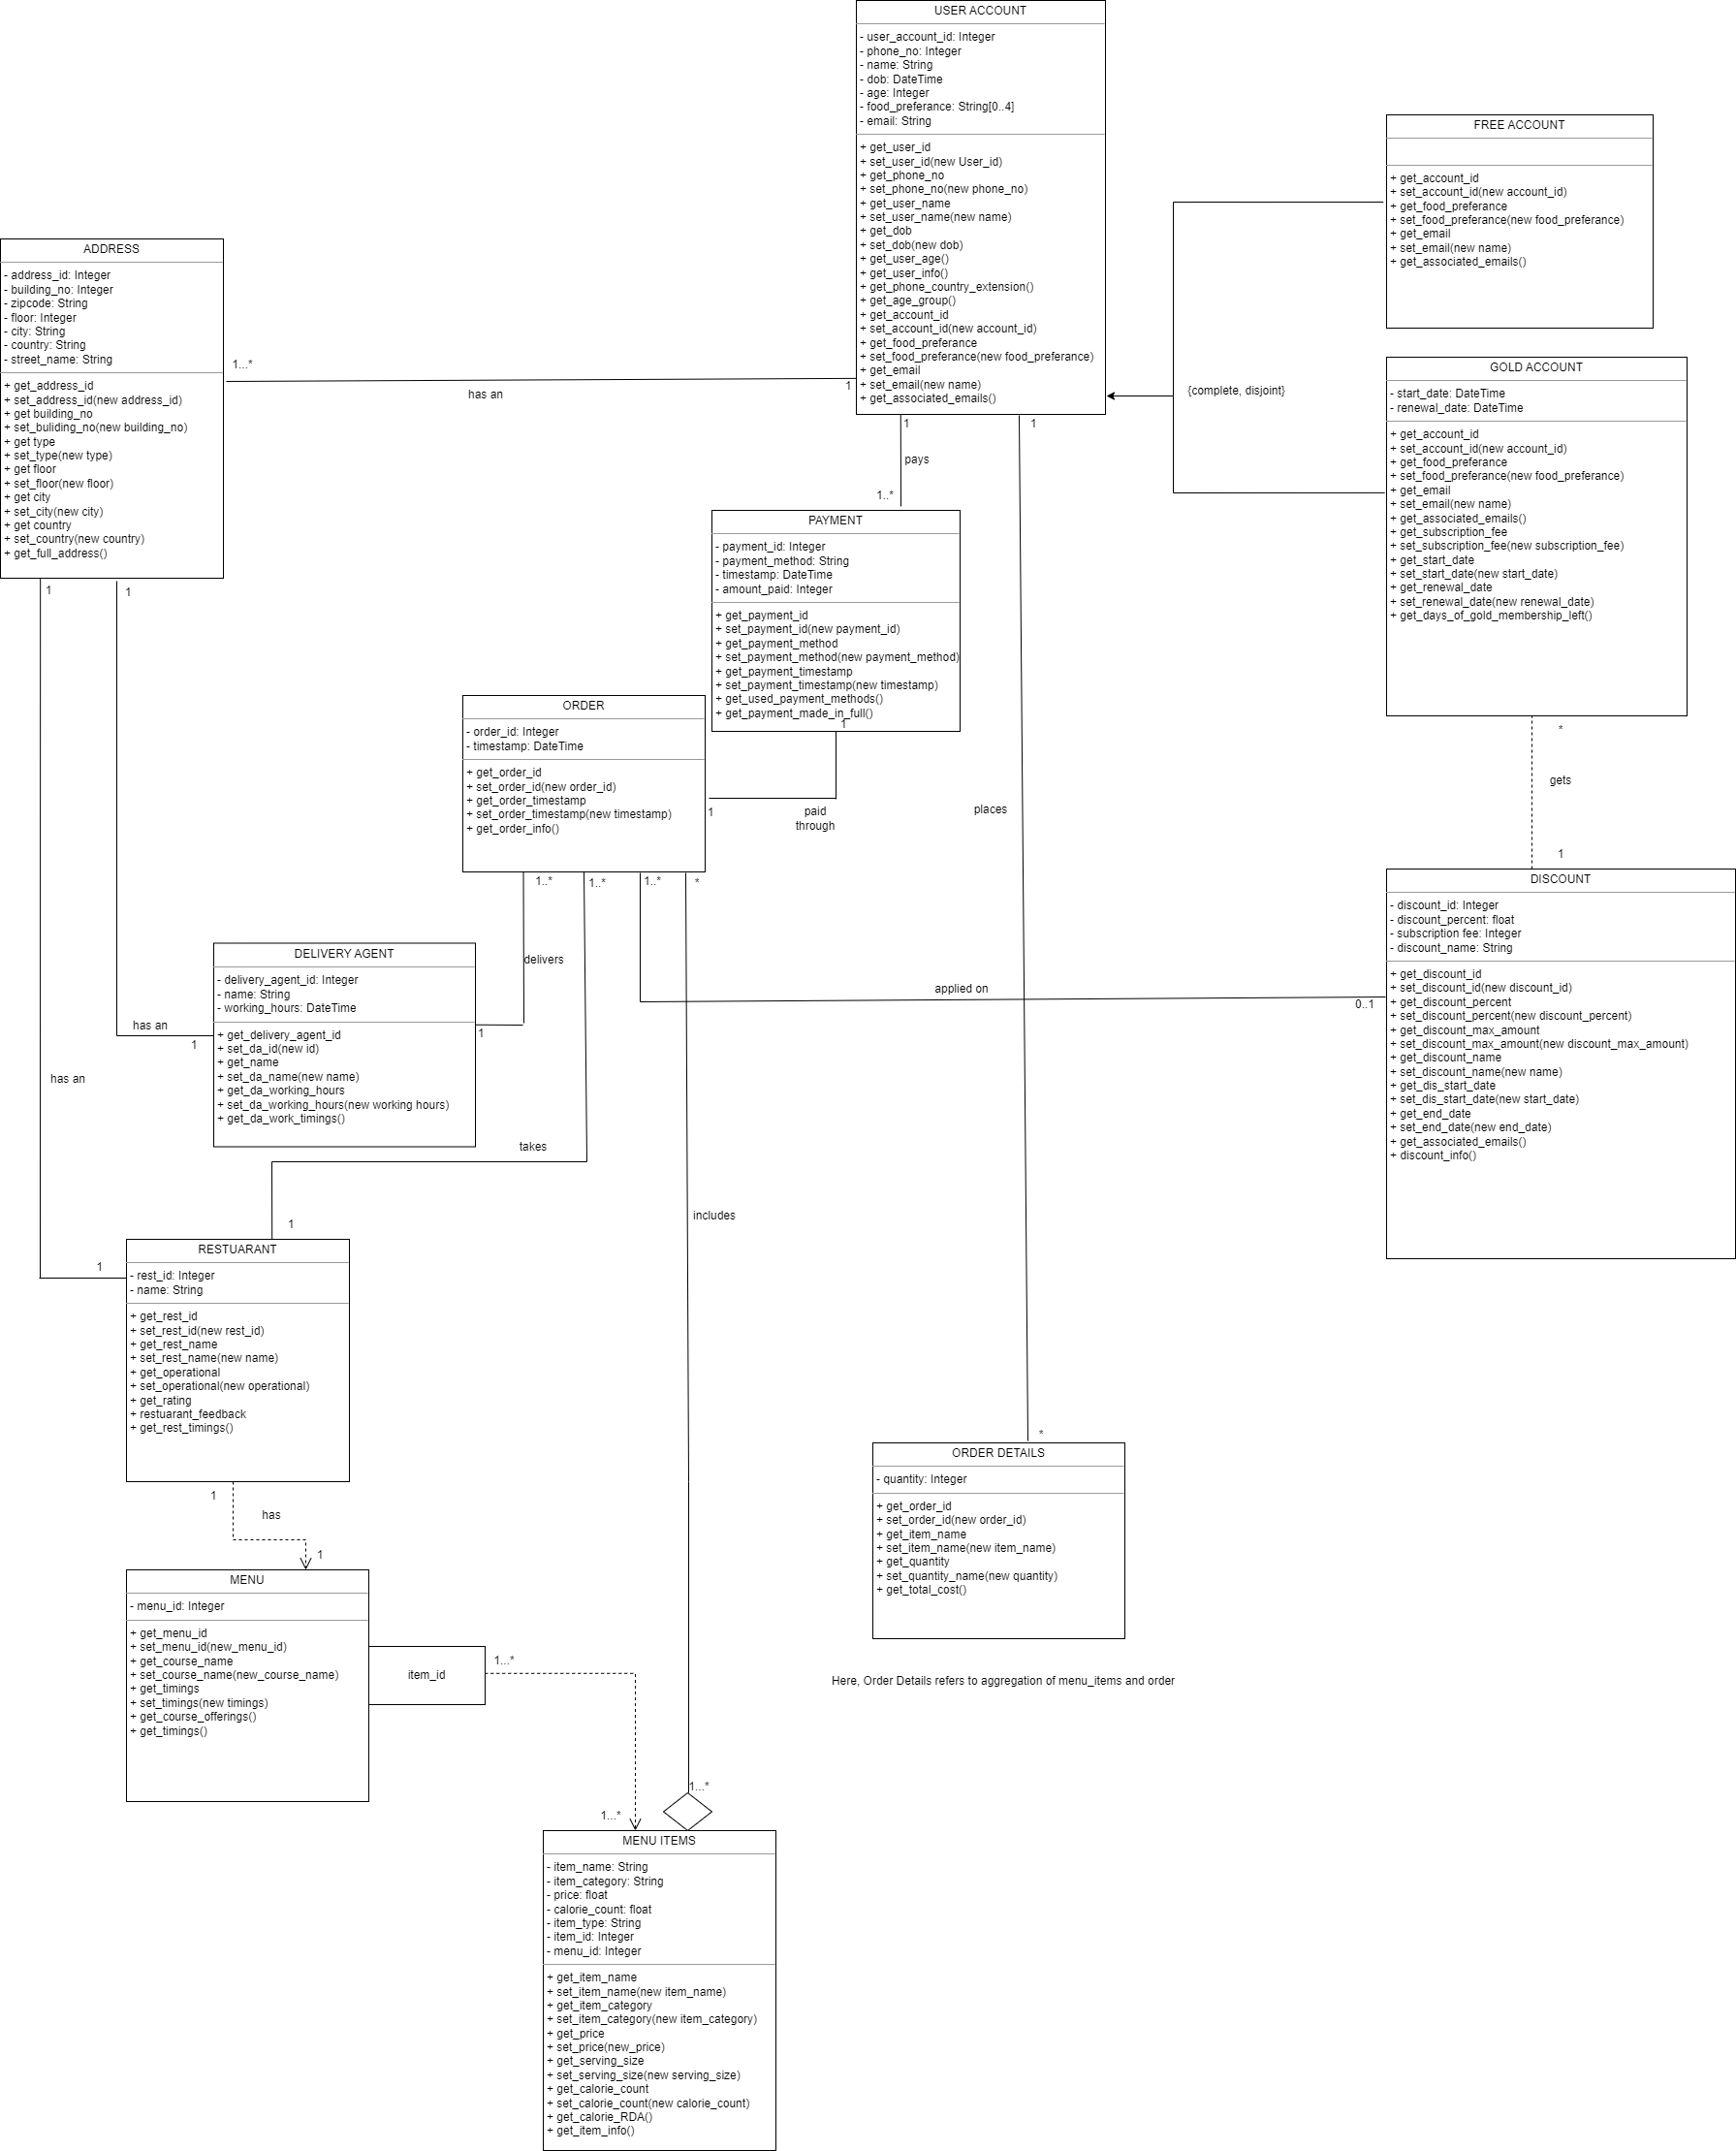 USER ACCOUNT
- user_account_id: Integer
- phone_no: Integer
- name: String
- dob: DateTime
- age: Integer
- food_preferance: String[0..4]
- email: String
+ get_user_id
+ set_user_id(new User_id)
+ get_phone_no
+ set_phone_no(new phone_no)
+ get_user_name
+ set_user_name(new name)
+ get_dob
+ set_dob(new dob)
+ get_user_age()
+ get_user_info()
+ get_phone_country_extension()
+ get_age_group()
+ get_account_id
+ set_account_id(new account_id)
+ get_food_preferance
+ set_food_preferance(new food_preferance)
+ get_email
+ set_email(new name)
+ get_associated_emails()
FREE ACCOUNT
+ get_account_id
+ set_account_id(new account_id)
+ get_food_preferance
+ set_food_preferance(new food_preferance)
+ get_email
+ set_email(new name)
+ get_associated_emails()
ADDRESS
- address_id: Integer
- building_no: Integer
- zipcode: String
- floor: Integer
- city: String
- country: String
- street_name: String
+ get_address_id
+ set_address_id(new address_id)
+ get building_no
+ set_buliding_no(new building_no)
+ get type
+ set_type(new type)
+ get floor
+ set_floor(new floor)
+ get city
+ set_city(new city)
+ get country
+ set_country(new country)
+ get_full_address()
1...*
has an
1
{complete, disjoint}
GOLD ACCOUNT
- start_date: DateTime
- renewal_date: DateTime
+ get_account_id
+ set_account_id(new account_id)
+ get_food_preferance
+ set_food_preferance(new food_preferance)
+ get_email
+ set_email(new name)
+ get_associated_emails()
+ get_subscription_fee
+ set_subscription_fee(new subscription_fee)
+ get_start_date
+ set_start_date(new start_date)
+ get_renewal_date
+ set_renewal_date(new renewal_date)
+ get_days_of_gold_membership_left()
1
1
pays
1..*
PAYMENT
- payment_id: Integer
- payment_method: String
- timestamp: DateTime
- amount_paid: Integer
+ get_payment_id
+ set_payment_id(new payment_id)
+ get_payment_method
+ set_payment_method(new payment_method)
+ get_payment_timestamp
+ set_payment_timestamp(new timestamp)
+ get_used_payment_methods()
+ get_payment_made_in_full()
1
1
1
ORDER
- order_id: Integer
- timestamp: DateTime
+ get_order_id
+ set_order_id(new order_id)
+ get_order_timestamp
+ set_order_timestamp(new timestamp)
+ get_order_info()
1
paid
through
places
*
gets
1
DISCOUNT
- discount_id: Integer
- discount_percent: float
- subscription fee: Integer
- discount_name: String
+ get_discount_id
+ set_discount_id(new discount_id)
+ get_discount_percent
+ set_discount_percent(new discount_percent)
+ get_discount_max_amount
+ set_discount_max_amount(new discount_max_amount)
+ get_discount_name
+ set_discount_name(new name)
+ get_dis_start_date
+ set_dis_start_date(new start_date)
+ get_end_date
+ set_end_date(new end_date)
+ get_associated_emails()
+ discount_info()
1..*
1..*
1..*
*
DELIVERY AGENT
- delivery_agent_id: Integer
- name: String
- working_hours: DateTime
+ get_delivery_agent_id
+ set_da_id(new id)
+ get_name
+ set_da_name(new name)
+ get_da_working_hours
+ set_da_working_hours(new working hours)
+ get_da_work_timings()
delivers
1
applied on
0..1
has an
1
has an
takes
1
includes
1
RESTUARANT
- rest_id: Integer
- name: String
+ get_rest_id
+ set_rest_id(new rest_id)
+ get_rest_name
+ set_rest_name(new name)
+ get_operational
+ set_operational(new operational)
+ get_rating
+ restuarant_feedback
+ get_rest_timings()
*
ORDER DETAILS
- quantity: Integer
+ get_order_id
+ set_order_id(new order_id)
+ get_item_name
+ set_item_name(new item_name)
+ get_quantity
+ set_quantity_name(new quantity)
+ get_total_cost()
Here, Order Details refers to aggregation of menu_items and order
1
has
1
MENU
- menu_id: Integer
+ get_menu_id
+ set_menu_id(new_menu_id)
+ get_course_name
+ set_course_name(new_course_name)
+ get_timings
+ set_timings(new timings)
+ get_course_offerings()
+ get_timings()
item_id
1...*
1...*
1...*
MENU ITEMS
- item_name: String
- item_category: String
- price: float
- calorie_count: float
- item_type: String
- item_id: Integer
- menu_id: Integer
+ get_item_name
+ set_item_name(new item_name)
+ get_item_category
+ set_item_category(new item_category)
+ get_price
+ set_price(new_price)
+ get_serving_size
+ set_serving_size(new serving_size)
+ get_calorie_count
+ set_calorie_count(new calorie_count)
+ get_calorie_RDA()
+ get_item_info()